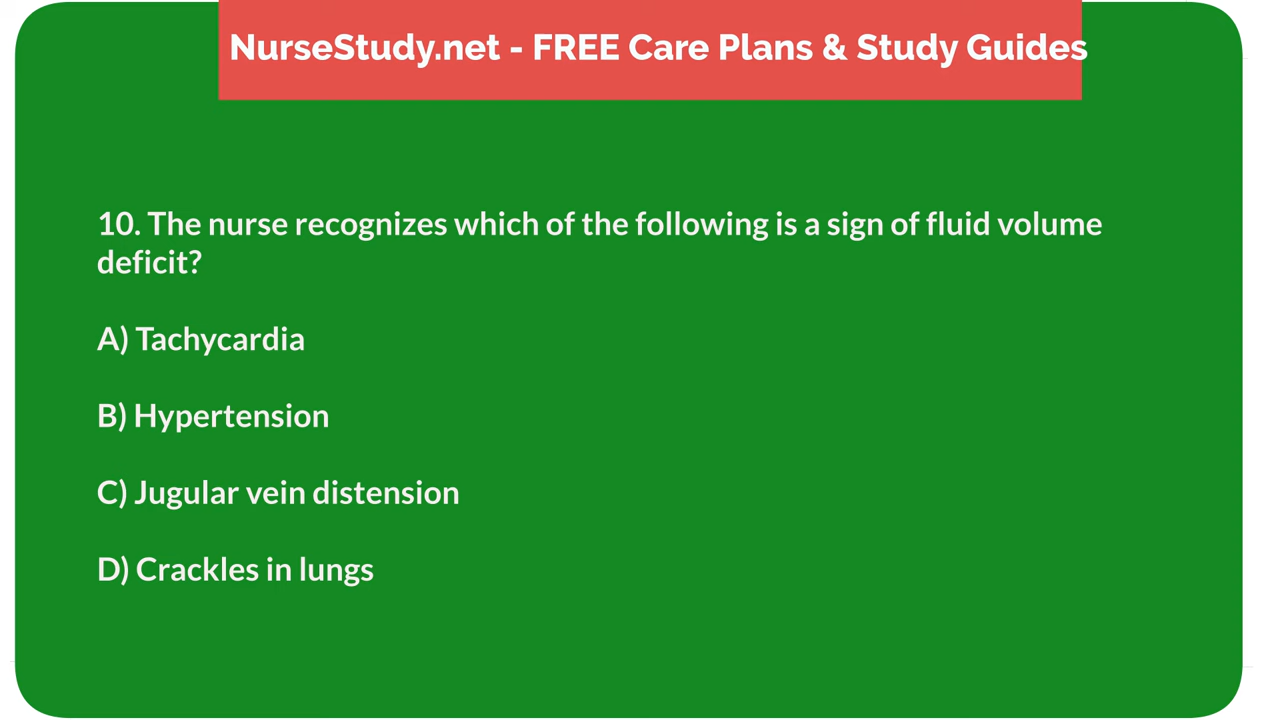 NurseStudy.net - FREE Care Plans & Study Guides
10. The nurse recognizes which of the following is a sign of fluid volume
deficit?
A) Tachycardia
B) Hypertension
C) Jugular vein distension
D) Crackles in lungs